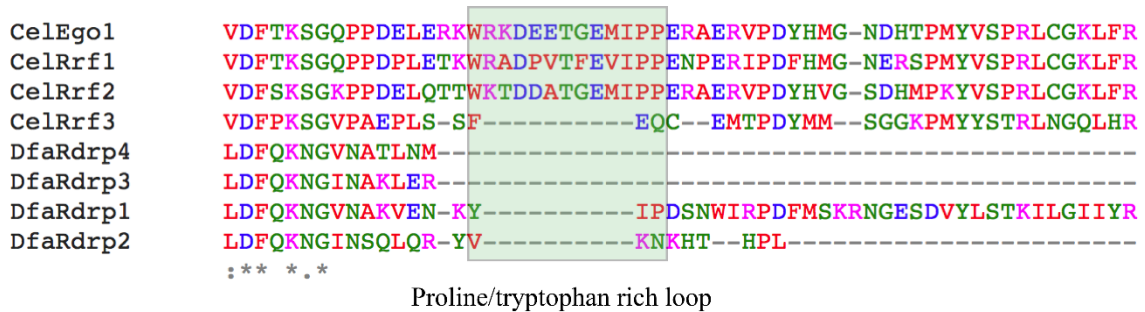 CelEgo1 VDFTKSGQPPDELERKWRKDEETGEMIPPERAERVPDYHMG-NDHTPMYVSPRLCGKLFR
CelRrf1 VDFTKSGQPPDPLETKWRADPVTFEVIPPENPERIPDFHMG-NERSPMYVSPRLCGKLFR
CelRrf2 VDFSKSGKPPDELQTTWKTDDATGEMIPPERAERVPDYHVG-SDHMPKYVSPRLCGKLFR
CelRrf3 VDFPKSGVPAEPLS-SF----------EQC--EMTPDYMM--SGGKPMYYSTRLNGQLHR
DfaRdrp4 LDFQKNGVNATLNM----------------------------------------------
DfaRdrp3 LDFQKNGINAKLER----------------------------------------------
DfaRdrp1 LDFQKNGVNAKVEN-KY----------IPDSNWIRPDFMSKRNGESDVYLSTKILGIIYR
DfaRdrp2 LDFQKNGINSQLQR-YV----------KNKHT--HPL-----------------------
:** *.*
Proline/tryptophan rich loop